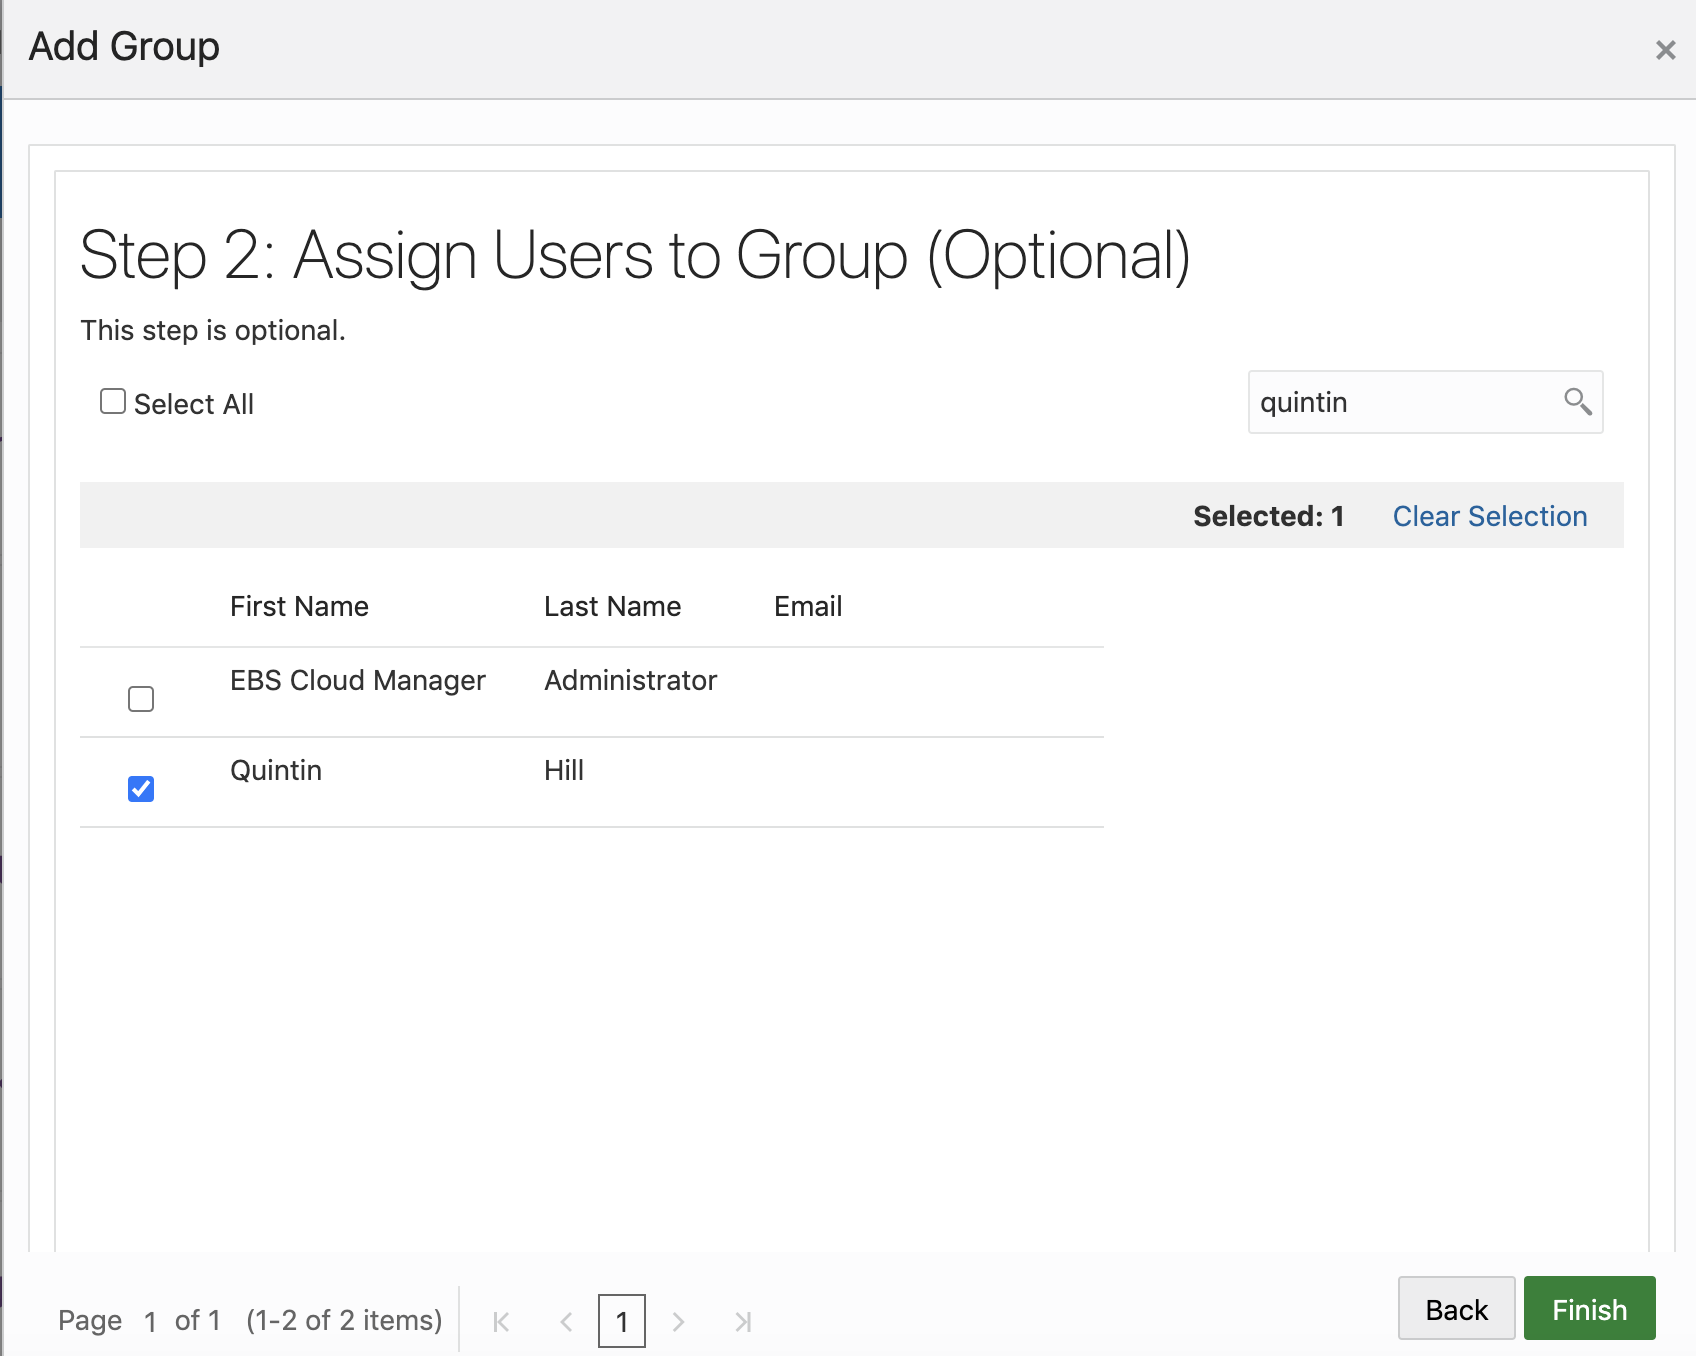 Add Group
Step 2: Assign Users to Group (Optional)
This step is optional.
Select All
quintin
Selected: 1 Clear Selection
First Name Last Name Email
EBS Cloud Manager Administrator
Quintin Hill
Page 1 of 1 (1-2 of 2 items) 1
Back Finish